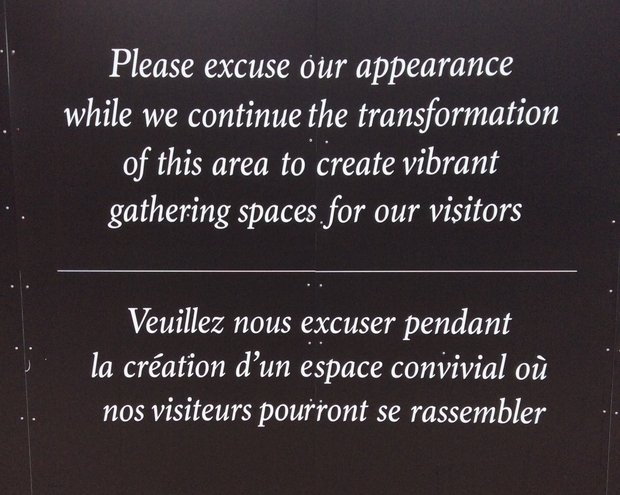 Please excuse our appearance
while we continue the transformation
of this area to create vibrant
gathering spaces for our visitors
Veuillez nous excuser pendant
la création d'un espace convivial où
nos visiteurs pourront se rassembler